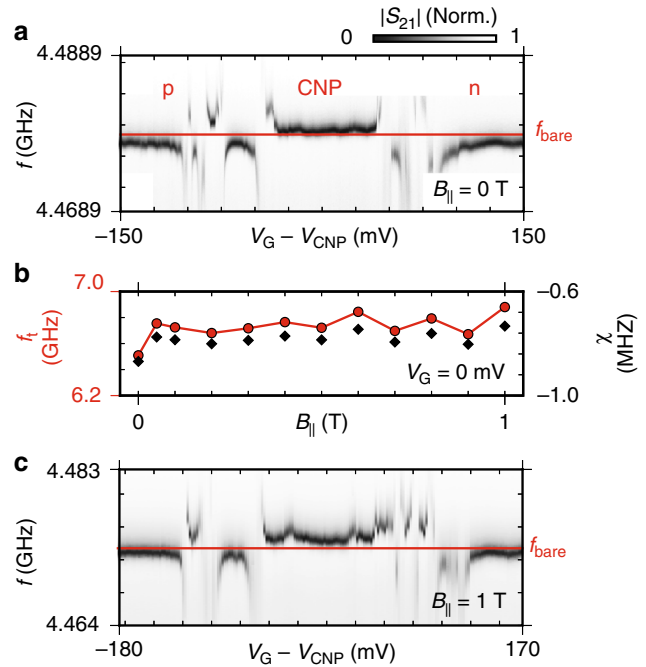 |S21| (Norm.)
0 1
a
4.4889
p CNP n
f (GHz)
fbare
B|| = 0 T
4.4689
−150 VG − VCNP (mV) 150
b
7.0 −0.6
ft (GHz)
χ (MHZ)
VG = 0 mV
6.2 −1.0
0 B|| (T) 1
c
4.483
f (GHz)
fbare
B|| = 1 T
4.464
−180 VG − VCNP (mV) 170